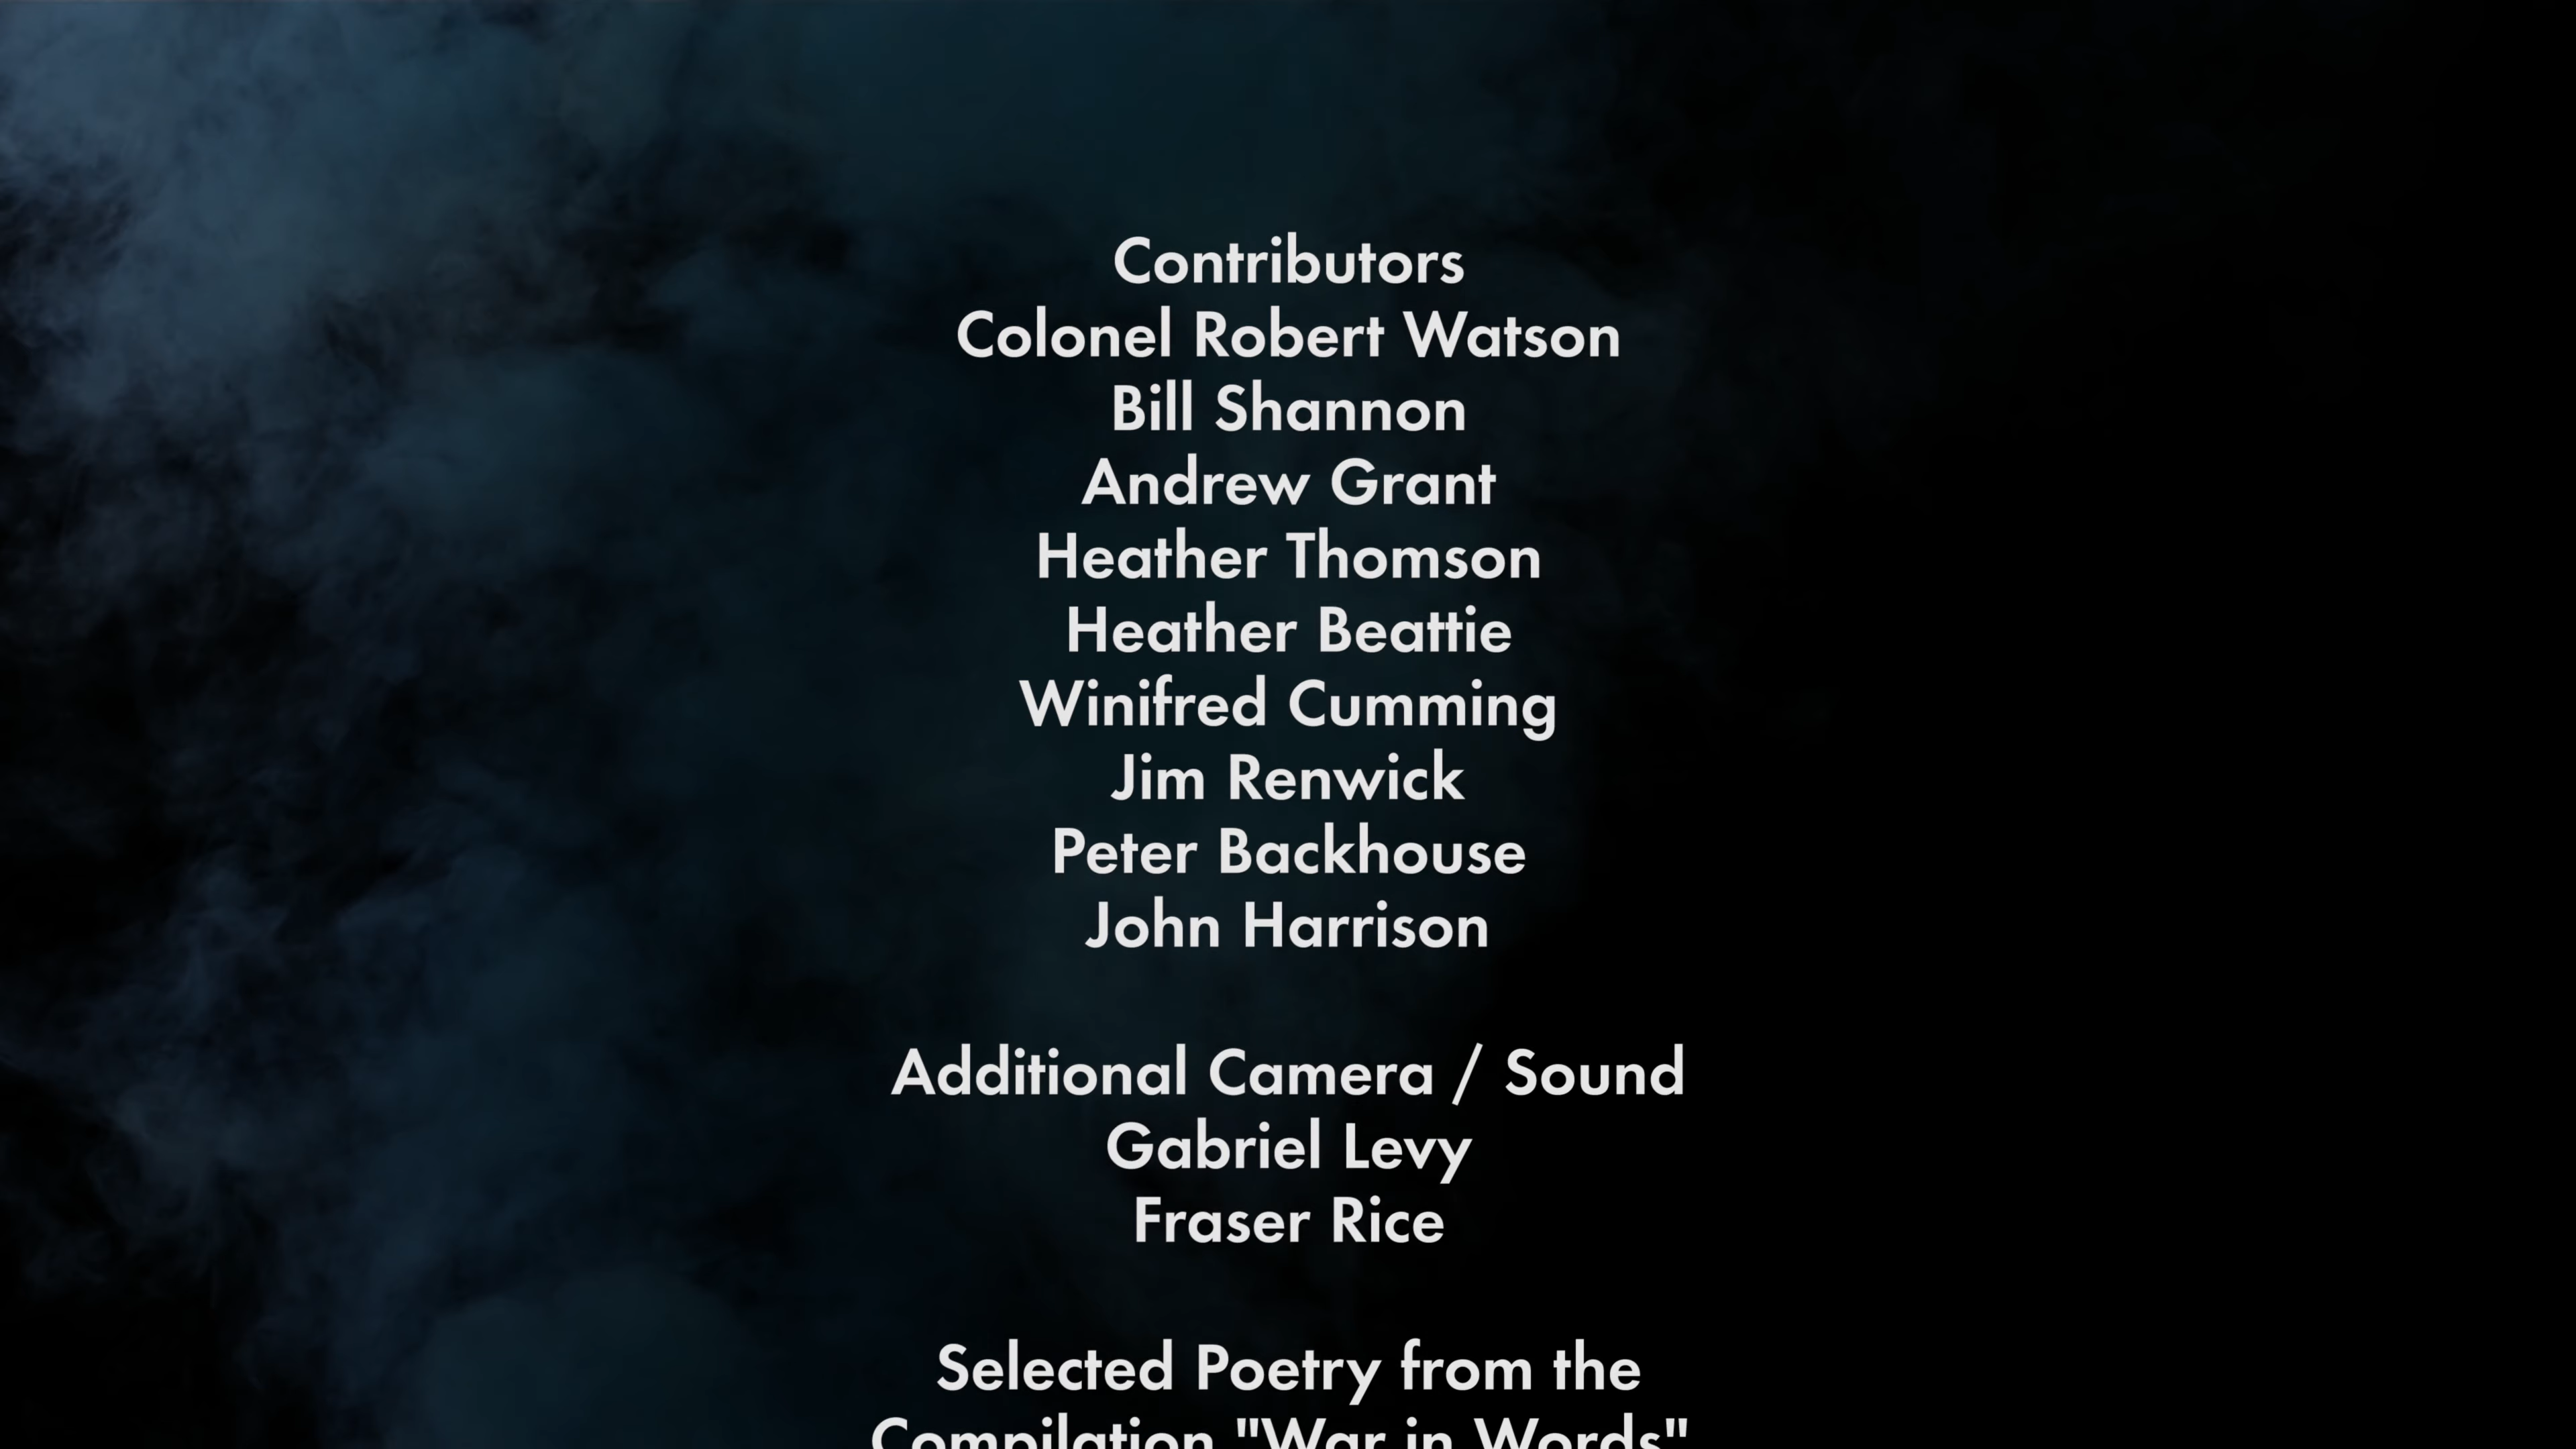 Contributors
Colonel Robert Watson
Bill Shannon
Andrew Grant
Heather Thomson
Heather Beattie
Winifred Cumming
Jim Renwick
Peter Backhouse
John Harrison
Additional Camera / Sound
Gabriel Levy
Fraser Rice
Selected Poetry from the
Compilation "War in Words"